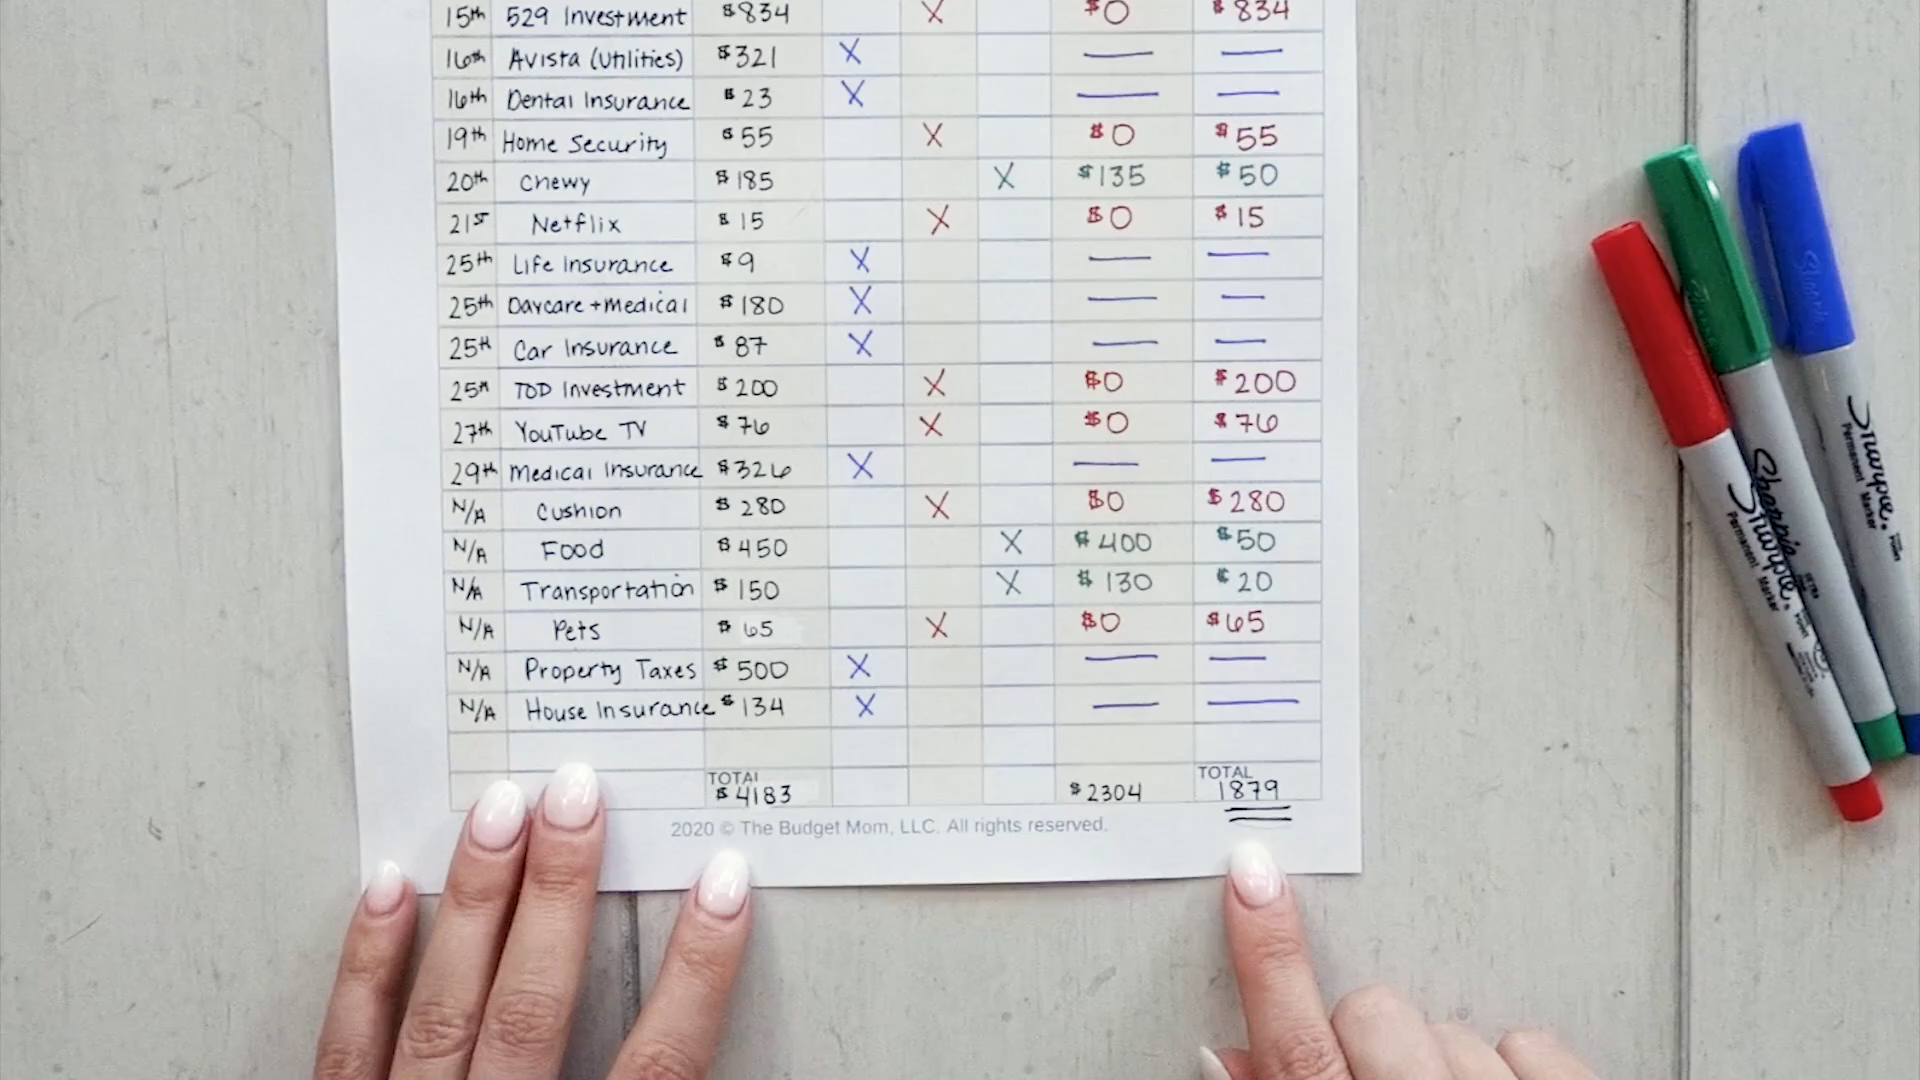 15th 529 Investment $834 X $0 $834
16th Avista (Utilities) $321 X — —
16th Dental Insurance $23 X — —
19th Home Security $55 X $0 $55
20th Chewy $185 X $135 $50
21st Netflix $15 X $0 $15
25th Life Insurance $9 X — —
25th Daycare + Medical $180 X — —
25th Car Insurance $87 X — —
25th TOD Investment $200 X $0 $200
27th YouTube TV $76 X $0 $76
29th Medical Insurance $326 X — —
N/A Cushion $280 X $0 $280
N/A Food $450 X $400 $50
N/A Transportation $150 X $130 $20
N/A Pets $65 X $0 $65
N/A Property Taxes $500 X — —
N/A House Insurance $134 X — —
TOTAL TOTAL
$4183 $2304 1879
2020 © The Budget Mom, LLC. All rights reserved.
Sharpie
Permanent Marker
Sharpie
Sharpie
Permanent Marker